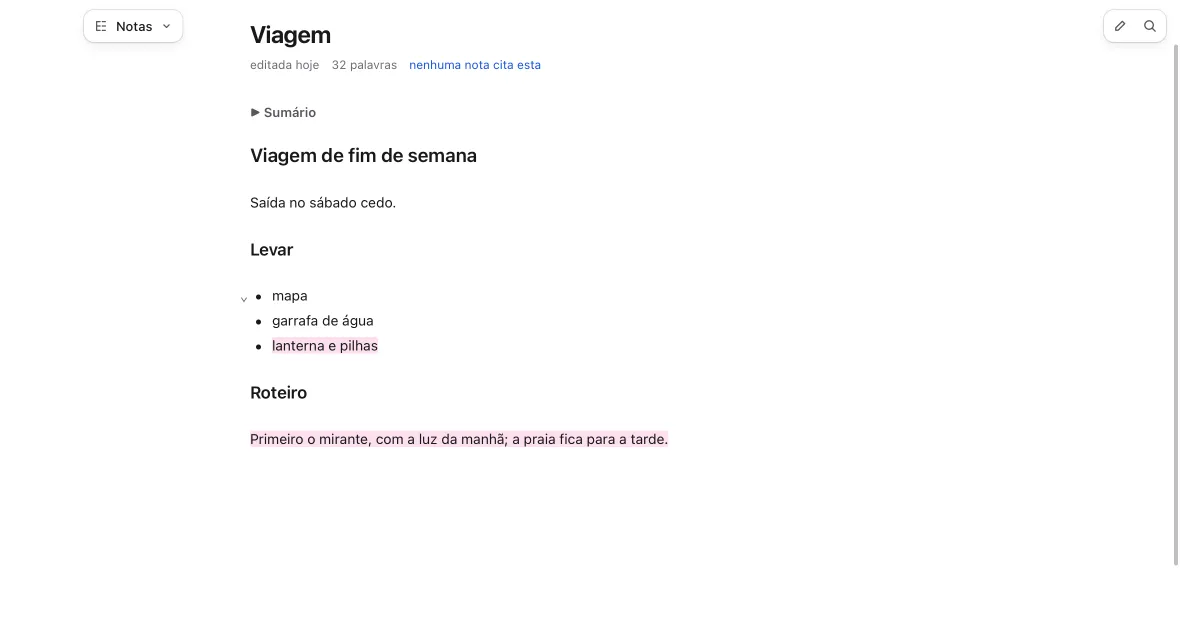 Notas
Viagem
editada hoje 32 palavras nenhuma nota cita esta
Sumário
Viagem de fim de semana
Saída no sábado cedo.
Levar
mapa
garrafa de água
lanterna e pilhas
Roteiro
Primeiro o mirante, com a luz da manhã; a praia fica para a tarde.